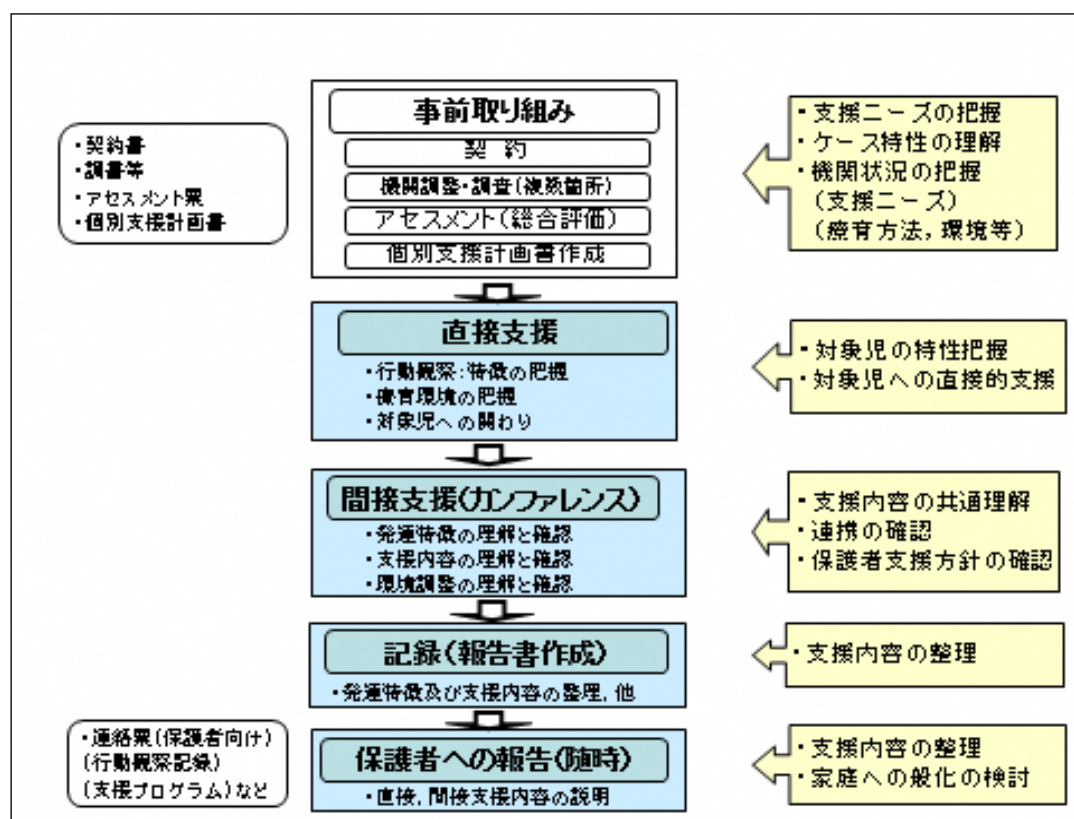 事前取り組み
契 約
機関調整・調査(複数箇所)
アセスメント(総合評価)
個別支援計画書作成
・契約書
・調書等
・アセスメント票
・個別支援計画書
・支援ニーズの把握
・ケース特性の理解
・機関状況の把握
(支援ニーズ)
(療育方法,環境等)
直接支援
・行動観察:特徴の把握
・療育環境の把握
・対象児への関わり
・対象児の特性把握
・対象児への直接的支援
間接支援(カンファレンス)
・発達特徴の理解と確認
・支援内容の理解と確認
・環境調整の理解と確認
・支援内容の共通理解
・連携の確認
・保護者支援方針の確認
記録(報告書作成)
・発達特徴及び支援内容の整理,他
・支援内容の整理
・連絡票(保護者向け)
(行動観察記録)
(支援プログラム)など
保護者への報告(随時)
・直接,間接支援内容の説明
・支援内容の整理
・家庭への般化の検討